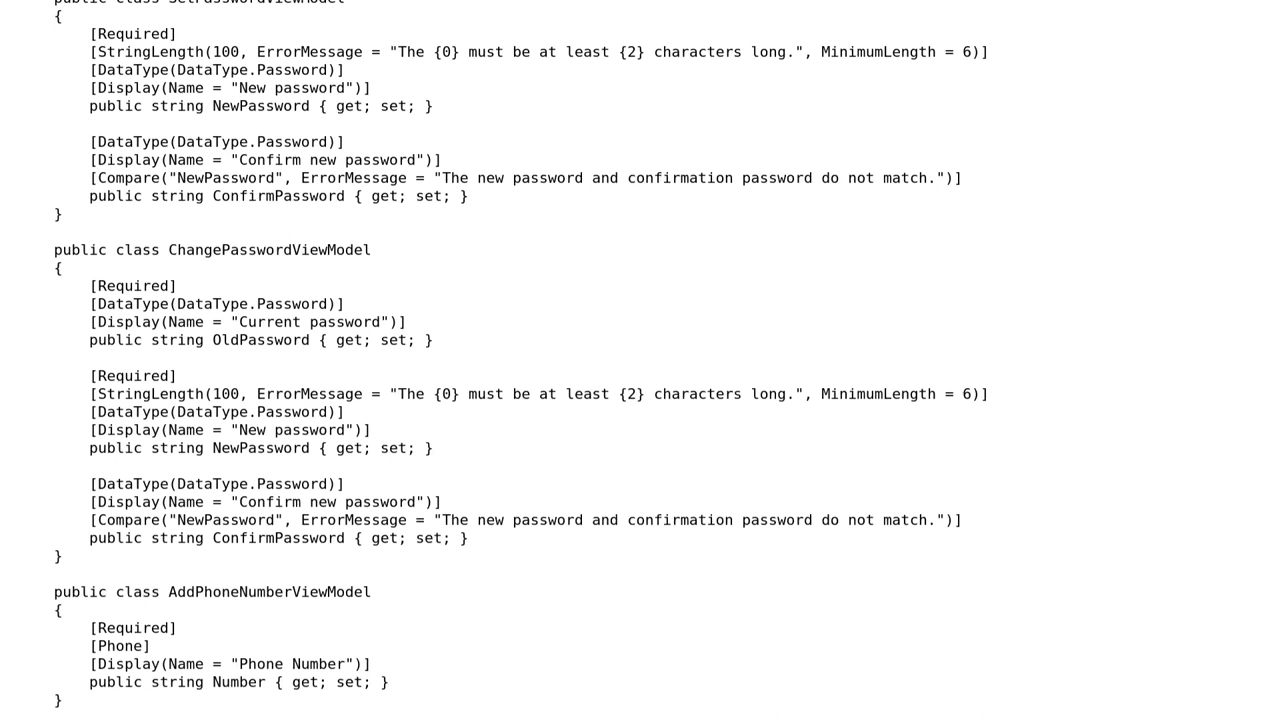 public class SetPasswordViewModel
{
    [Required]
    [StringLength(100, ErrorMessage = "The {0} must be at least {2} characters long.", MinimumLength = 6)]
    [DataType(DataType.Password)]
    [Display(Name = "New password")]
    public string NewPassword { get; set; }

    [DataType(DataType.Password)]
    [Display(Name = "Confirm new password")]
    [Compare("NewPassword", ErrorMessage = "The new password and confirmation password do not match.")]
    public string ConfirmPassword { get; set; }
}

public class ChangePasswordViewModel
{
    [Required]
    [DataType(DataType.Password)]
    [Display(Name = "Current password")]
    public string OldPassword { get; set; }

    [Required]
    [StringLength(100, ErrorMessage = "The {0} must be at least {2} characters long.", MinimumLength = 6)]
    [DataType(DataType.Password)]
    [Display(Name = "New password")]
    public string NewPassword { get; set; }

    [DataType(DataType.Password)]
    [Display(Name = "Confirm new password")]
    [Compare("NewPassword", ErrorMessage = "The new password and confirmation password do not match.")]
    public string ConfirmPassword { get; set; }
}

public class AddPhoneNumberViewModel
{
    [Required]
    [Phone]
    [Display(Name = "Phone Number")]
    public string Number { get; set; }
}